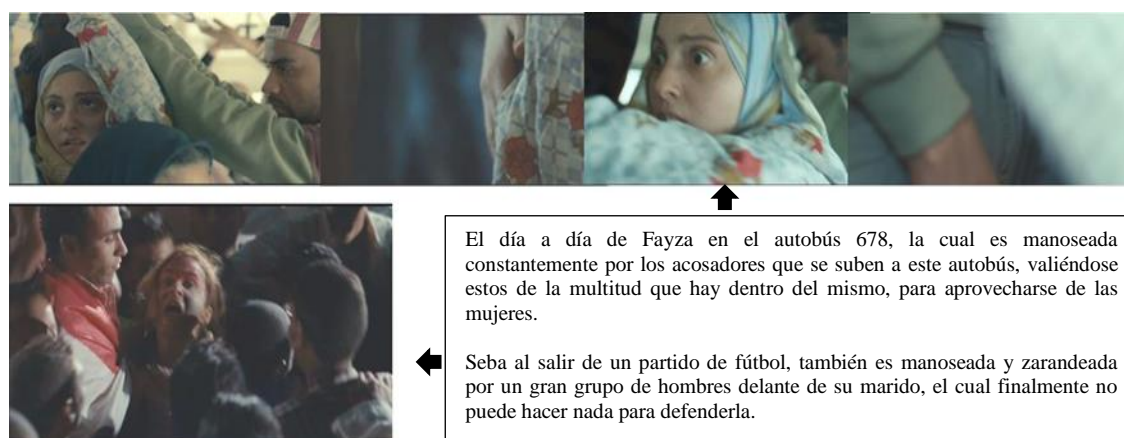 El día a día de Fayza en el autobús 678, la cual es manoseada
constantemente por los acosadores que se suben a este autobús, valiéndose
estos de la multitud que hay dentro del mismo, para aprovecharse de las
mujeres.
Seba al salir de un partido de fútbol, también es manoseada y zarandeada
por un gran grupo de hombres delante de su marido, el cual finalmente no
puede hacer nada para defenderla.